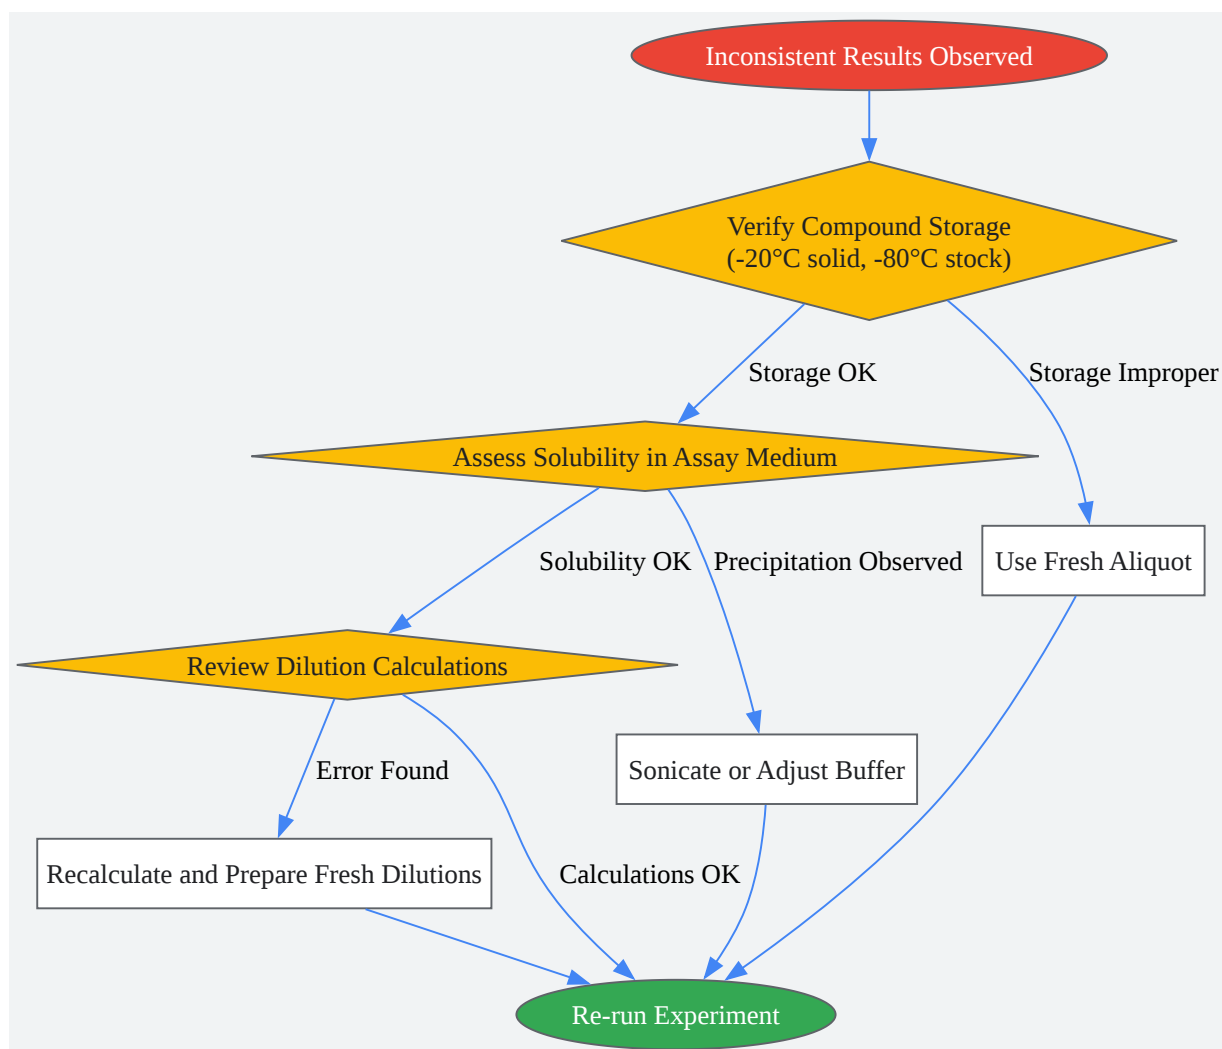 Inconsistent Results Observed
Verify Compound Storage
(-20°C solid, -80°C stock)
Storage OK
Storage Improper
Assess Solubility in Assay Medium
Solubility OK
Precipitation Observed
Use Fresh Aliquot
Review Dilution Calculations
Error Found
Sonicate or Adjust Buffer
Recalculate and Prepare Fresh Dilutions
Calculations OK
Re-run Experiment